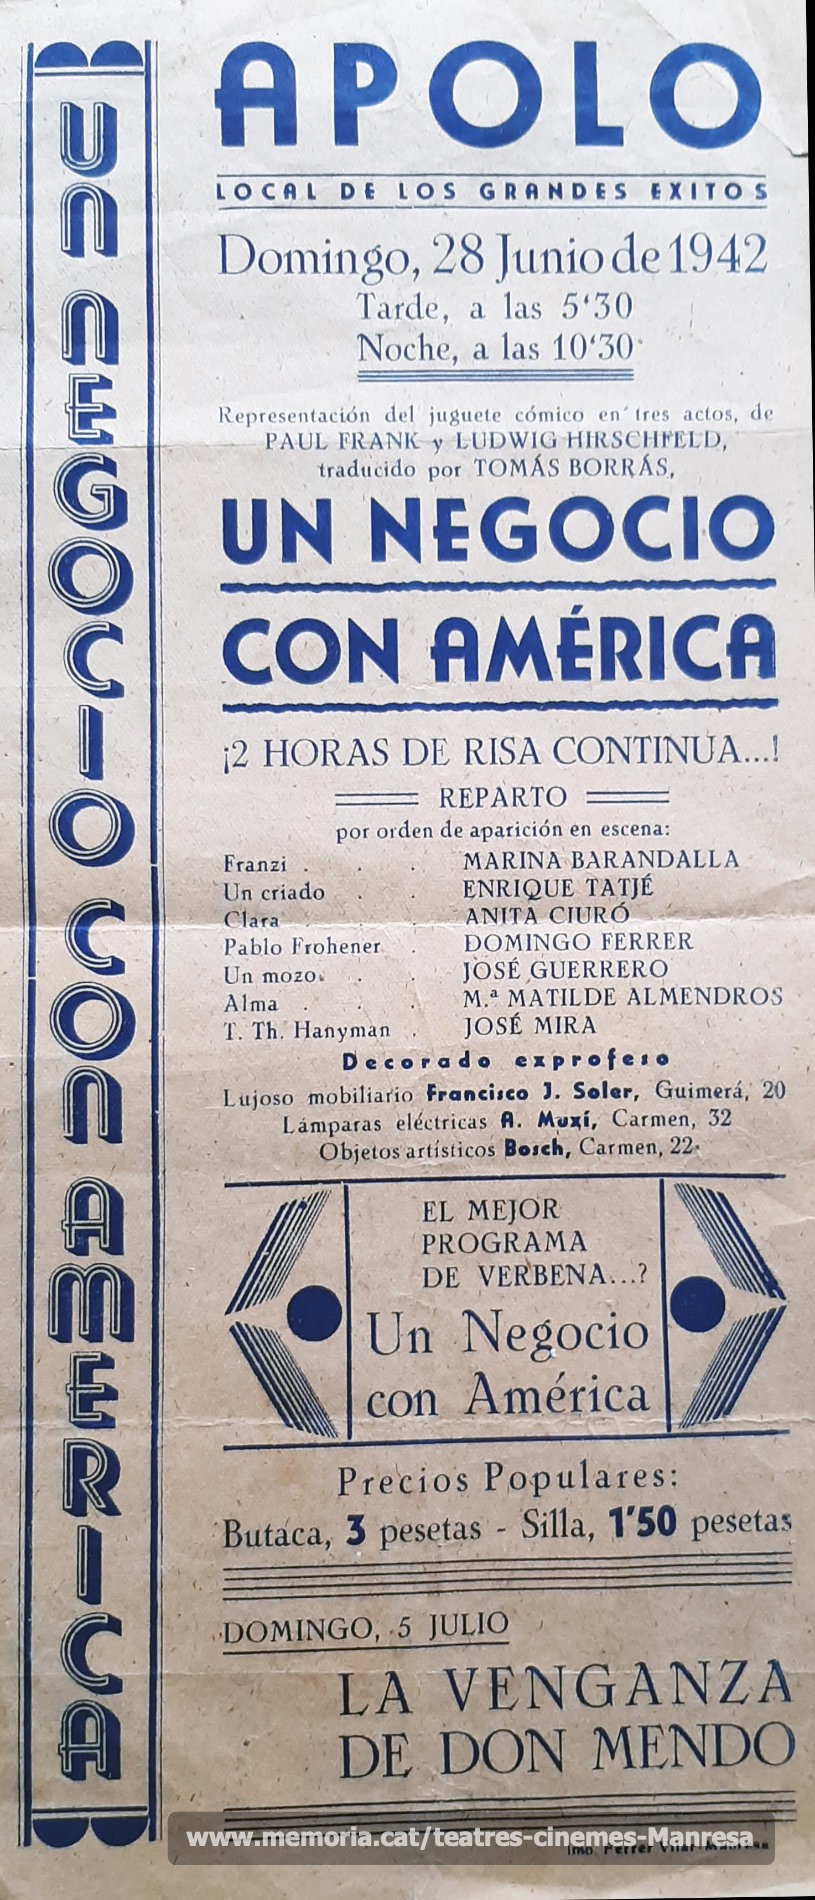 UN NEGOCIO CON AMERICA
APOLO
LOCAL DE LOS GRANDES EXITOS
Domingo, 28 Junio de 1942
Tarde, a las 5'30
Noche, a las 10'30
Representación del juguete cómico en tres actos, de
PAUL FRANK y LUDWIG HIRSCHFELD,
traducido por TOMÁS BORRÁS,
UN NEGOCIO
CON AMÉRICA
¡2 HORAS DE RISA CONTINUA...!
REPARTO
por orden de aparición en escena:
Franzi . . . MARINA BARANDALLA
Un criado . . ENRIQUE TATJÉ
Clara . . . ANITA CIURÓ
Pablo Frohener . DOMINGO FERRER
Un mozo . . JOSÉ GUERRERO
Alma . . . M.ª MATILDE ALMENDROS
T. Th. Hanyman . JOSÉ MIRA
Decorado exprofeso
Lujoso mobiliario Francisco J. Soler, Guimerá, 20
Lámparas eléctricas A. Muxí, Carmen, 32
Objetos artísticos Bosch, Carmen, 22
EL MEJOR
PROGRAMA
DE VERBENA...?
Un Negocio
con América
Precios Populares:
Butaca, 3 pesetas - Silla, 1'50 pesetas
DOMINGO, 5 JULIO
LA VENGANZA
DE DON MENDO
www.memoria.cat/teatres-cinemes-Manresa
Imp. Ferrer Vilar-Manresa